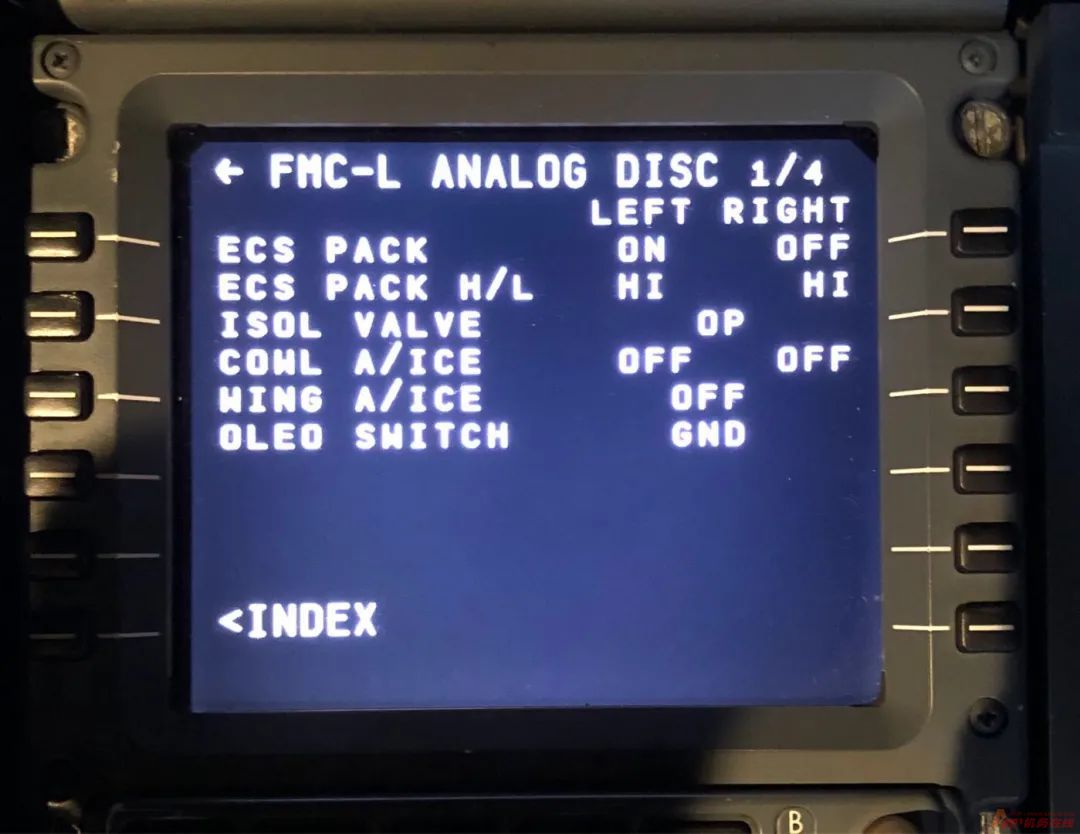 ← FMC-L ANALOG DISC 1/4
LEFT RIGHT
ECS PACK ON OFF
ECS PACK H/L HI HI
ISOL VALVE OP
COWL A/ICE OFF OFF
WING A/ICE OFF
OLEO SWITCH GND
<INDEX
B